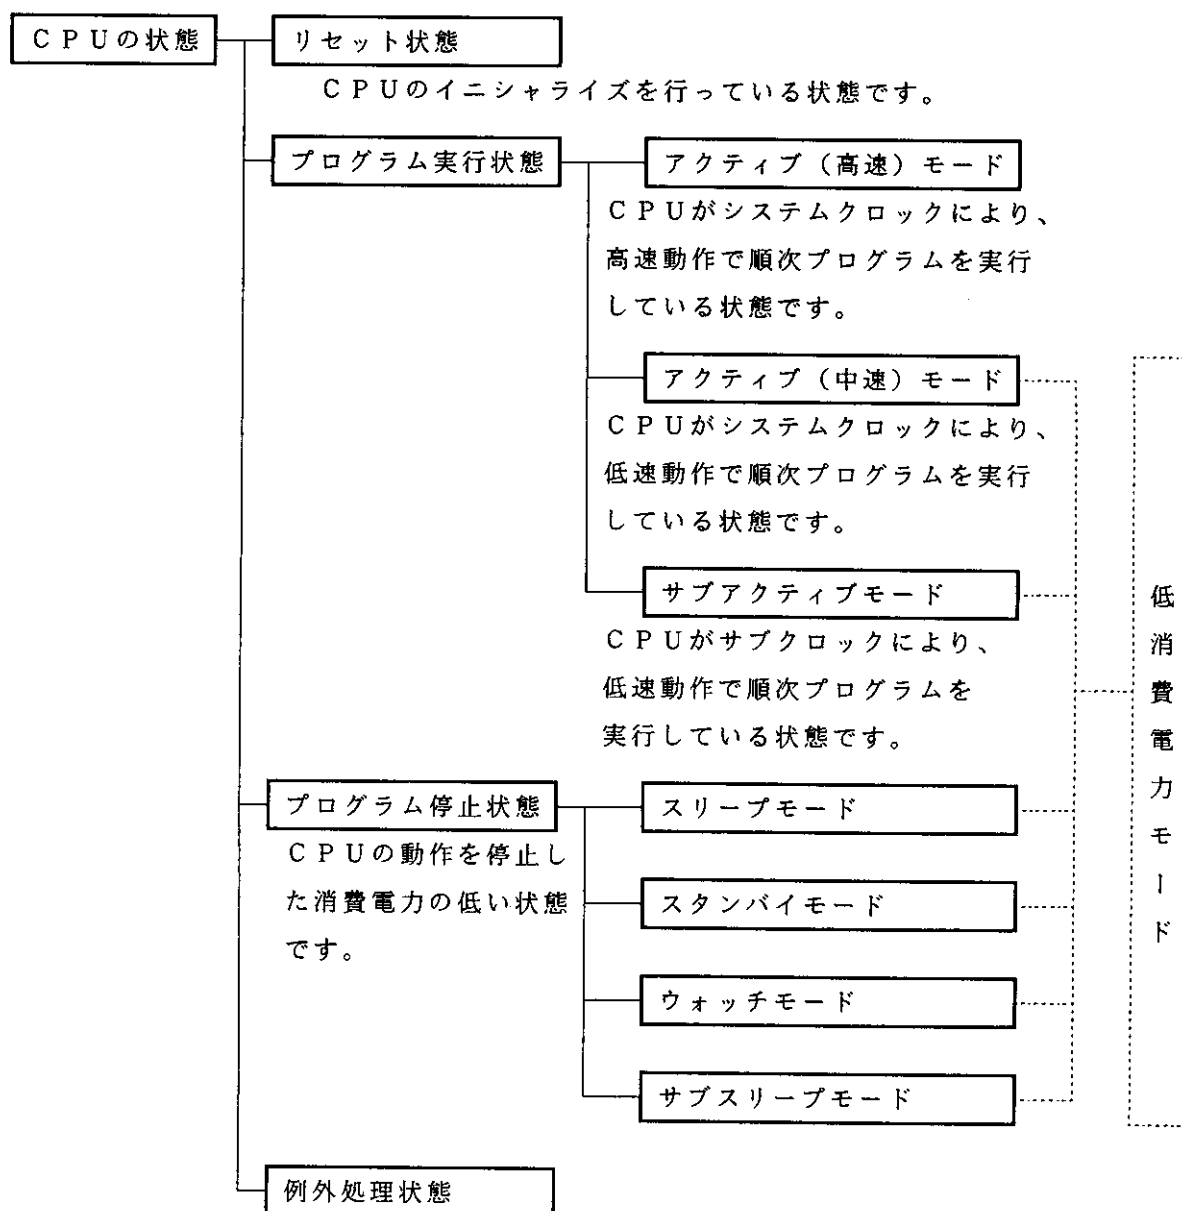 CPUの状態
リセット状態
CPUのイニシャライズを行っている状態です。
プログラム実行状態
アクティブ(高速)モード
CPUがシステムクロックにより、
高速動作で順次プログラムを実行
している状態です。
アクティブ(中速)モード
CPUがシステムクロックにより、
低速動作で順次プログラムを実行
している状態です。
サブアクティブモード
CPUがサブクロックにより、
低速動作で順次プログラムを
実行している状態です。
低消費電力モード
プログラム停止状態
CPUの動作を停止し
た消費電力の低い状態
です。
スリープモード
スタンバイモード
ウォッチモード
サブスリープモード
例外処理状態